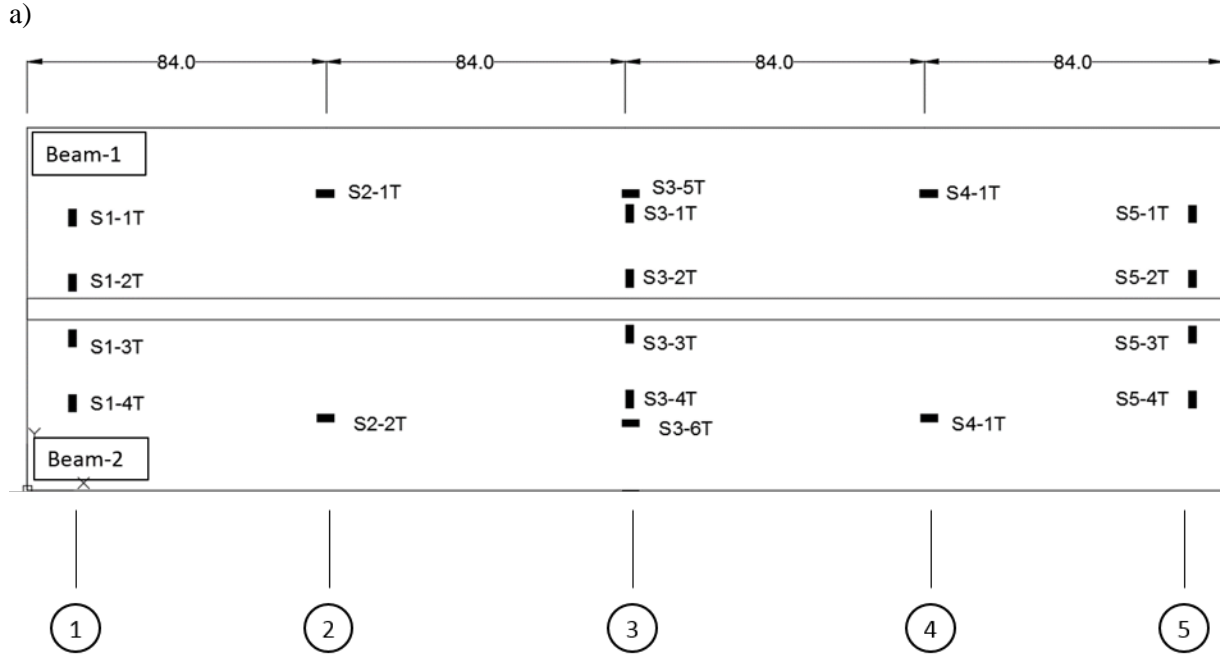 a)
84.0 84.0 84.0 84.0
Beam-1
S2-1T S3-5T S4-1T
S1-1T S3-1T S5-1T
S1-2T S3-2T S5-2T
S1-3T S3-3T S5-3T
S1-4T S3-4T S5-4T
S2-2T S3-6T S4-1T
Y
Beam-2
X
1 2 3 4 5